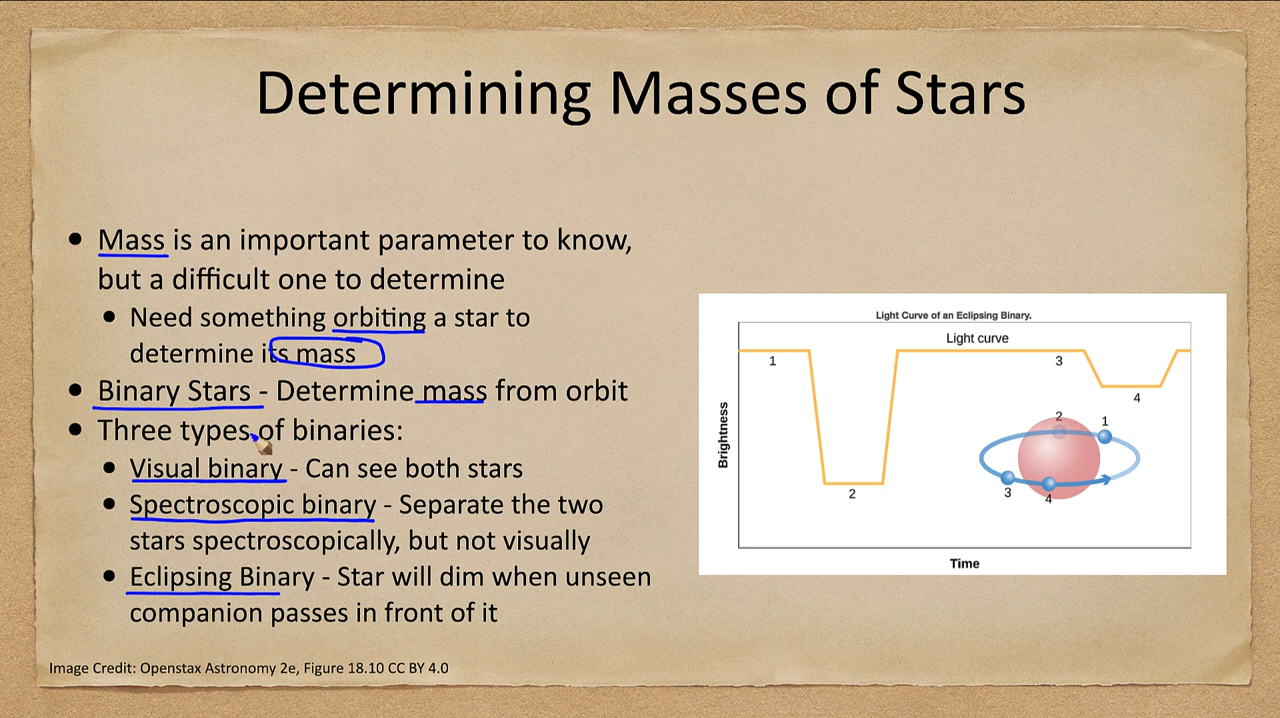 Determining Masses of Stars
• Mass is an important parameter to know,
but a difficult one to determine
• Need something orbiting a star to
determine its mass
• Binary Stars - Determine mass from orbit
• Three types of binaries:
• Visual binary - Can see both stars
• Spectroscopic binary - Separate the two
stars spectroscopically, but not visually
• Eclipsing Binary - Star will dim when unseen
companion passes in front of it
Image Credit: Openstax Astronomy 2e, Figure 18.10 CC BY 4.0
Light Curve of an Eclipsing Binary.
Light curve
1
3
4
2
1
3
4
2
Brightness
Time